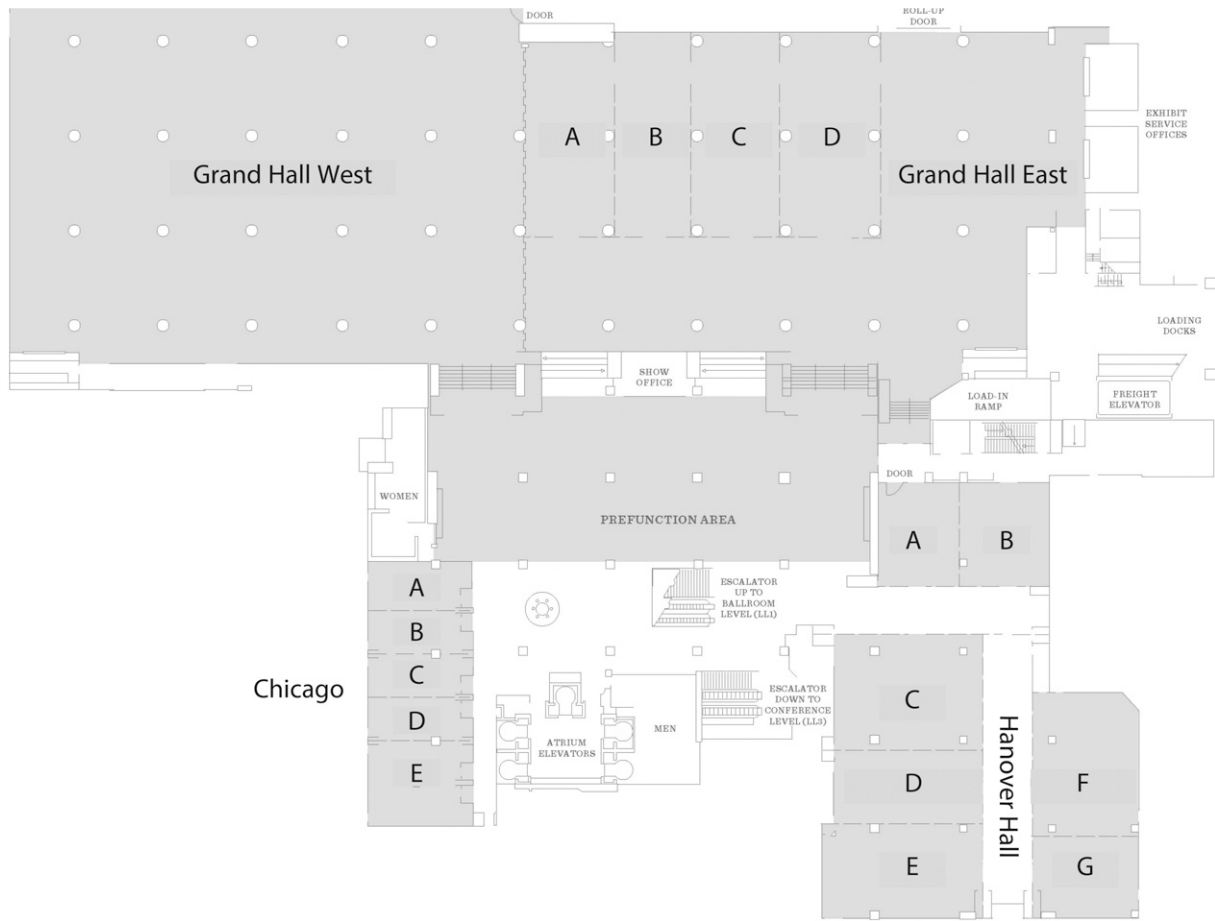 DOOR
ROLL-UP
DOOR
A
B
C
D
Grand Hall West
Grand Hall East
EXHIBIT
SERVICE
OFFICES
LOADING
DOCKS
SHOW
OFFICE
LOAD-IN
RAMP
FREIGHT
ELEVATOR
WOMEN
DOOR
PREFUNCTION AREA
A
B
A
B
C
D
E
Chicago
ESCALATOR
UP TO
BALLROOM
LEVEL (LL1)
ESCALATOR
DOWN TO
CONFERENCE
LEVEL (LL3)
MEN
ATRIUM
ELEVATORS
C
D
E
Hanover Hall
F
G